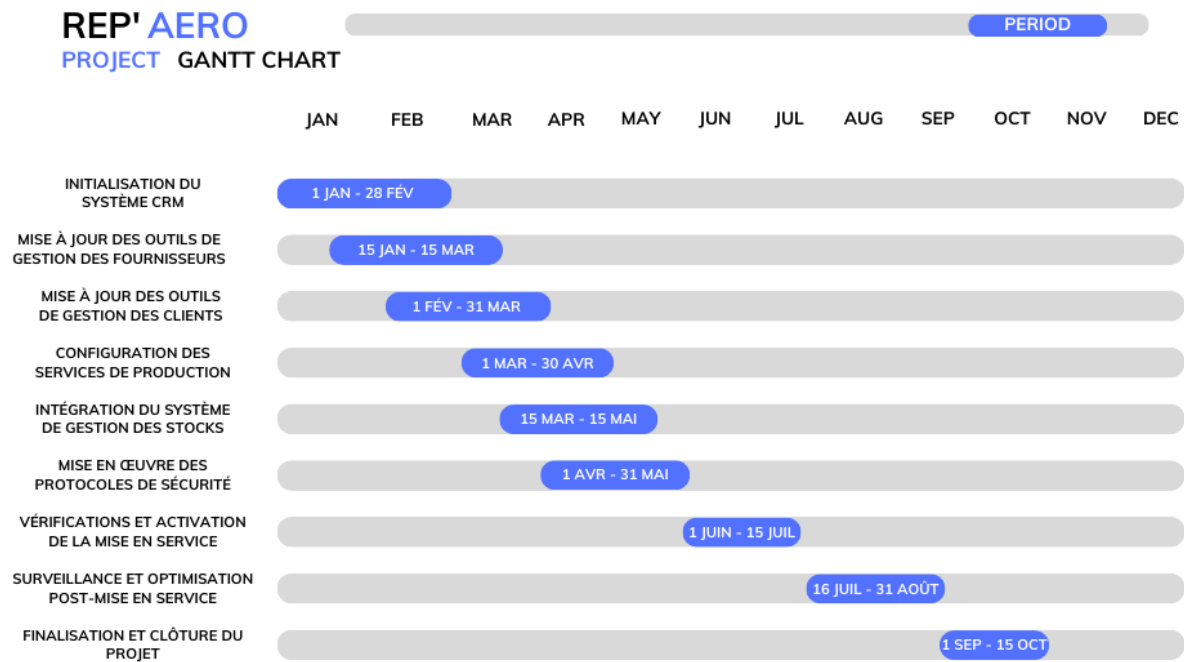 REP' AERO
PERIOD
PROJECT GANTT CHART
JAN FEB MAR APR MAY JUN JUL AUG SEP OCT NOV DEC
INITIALISATION DU
SYSTÈME CRM
1 JAN - 28 FÉV
MISE À JOUR DES OUTILS DE
GESTION DES FOURNISSEURS
15 JAN - 15 MAR
MISE À JOUR DES OUTILS
DE GESTION DES CLIENTS
1 FÉV - 31 MAR
CONFIGURATION DES
SERVICES DE PRODUCTION
1 MAR - 30 AVR
INTÉGRATION DU SYSTÈME
DE GESTION DES STOCKS
15 MAR - 15 MAI
MISE EN ŒUVRE DES
PROTOCOLES DE SÉCURITÉ
1 AVR - 31 MAI
VÉRIFICATIONS ET ACTIVATION
DE LA MISE EN SERVICE
1 JUIN - 15 JUIL
SURVEILLANCE ET OPTIMISATION
POST-MISE EN SERVICE
16 JUIL - 31 AOÛT
FINALISATION ET CLÔTURE DU
PROJET
1 SEP - 15 OCT